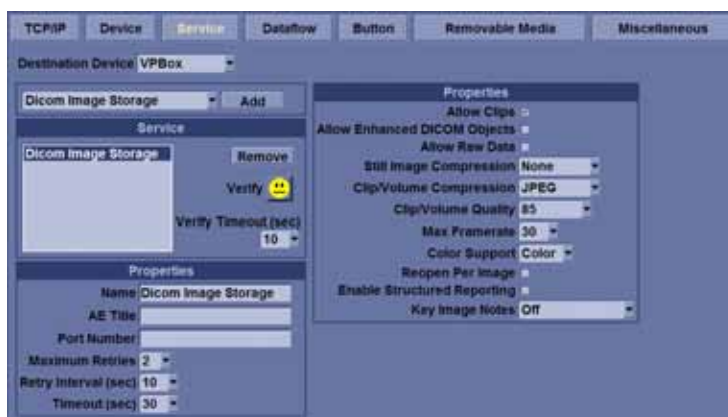 TCP/IP Device Service Dataflow Button Removable Media Miscellaneous
Destination Device VPBox
Dicom Image Storage Add
Service
Dicom Image Storage
Remove
Verify
Verify Timeout (sec)
10
Properties
Name Dicom Image Storage
AE Title
Port Number
Maximum Retries 2
Retry Interval (sec) 10
Timeout (sec) 30
Properties
Allow Clips
Allow Enhanced DICOM Objects
Allow Raw Data
Still Image Compression None
Clip/Volume Compression JPEG
Clip/Volume Quality 85
Max Framerate 30
Color Support Color
Reopen Per Image
Enable Structured Reporting
Key Image Notes Off